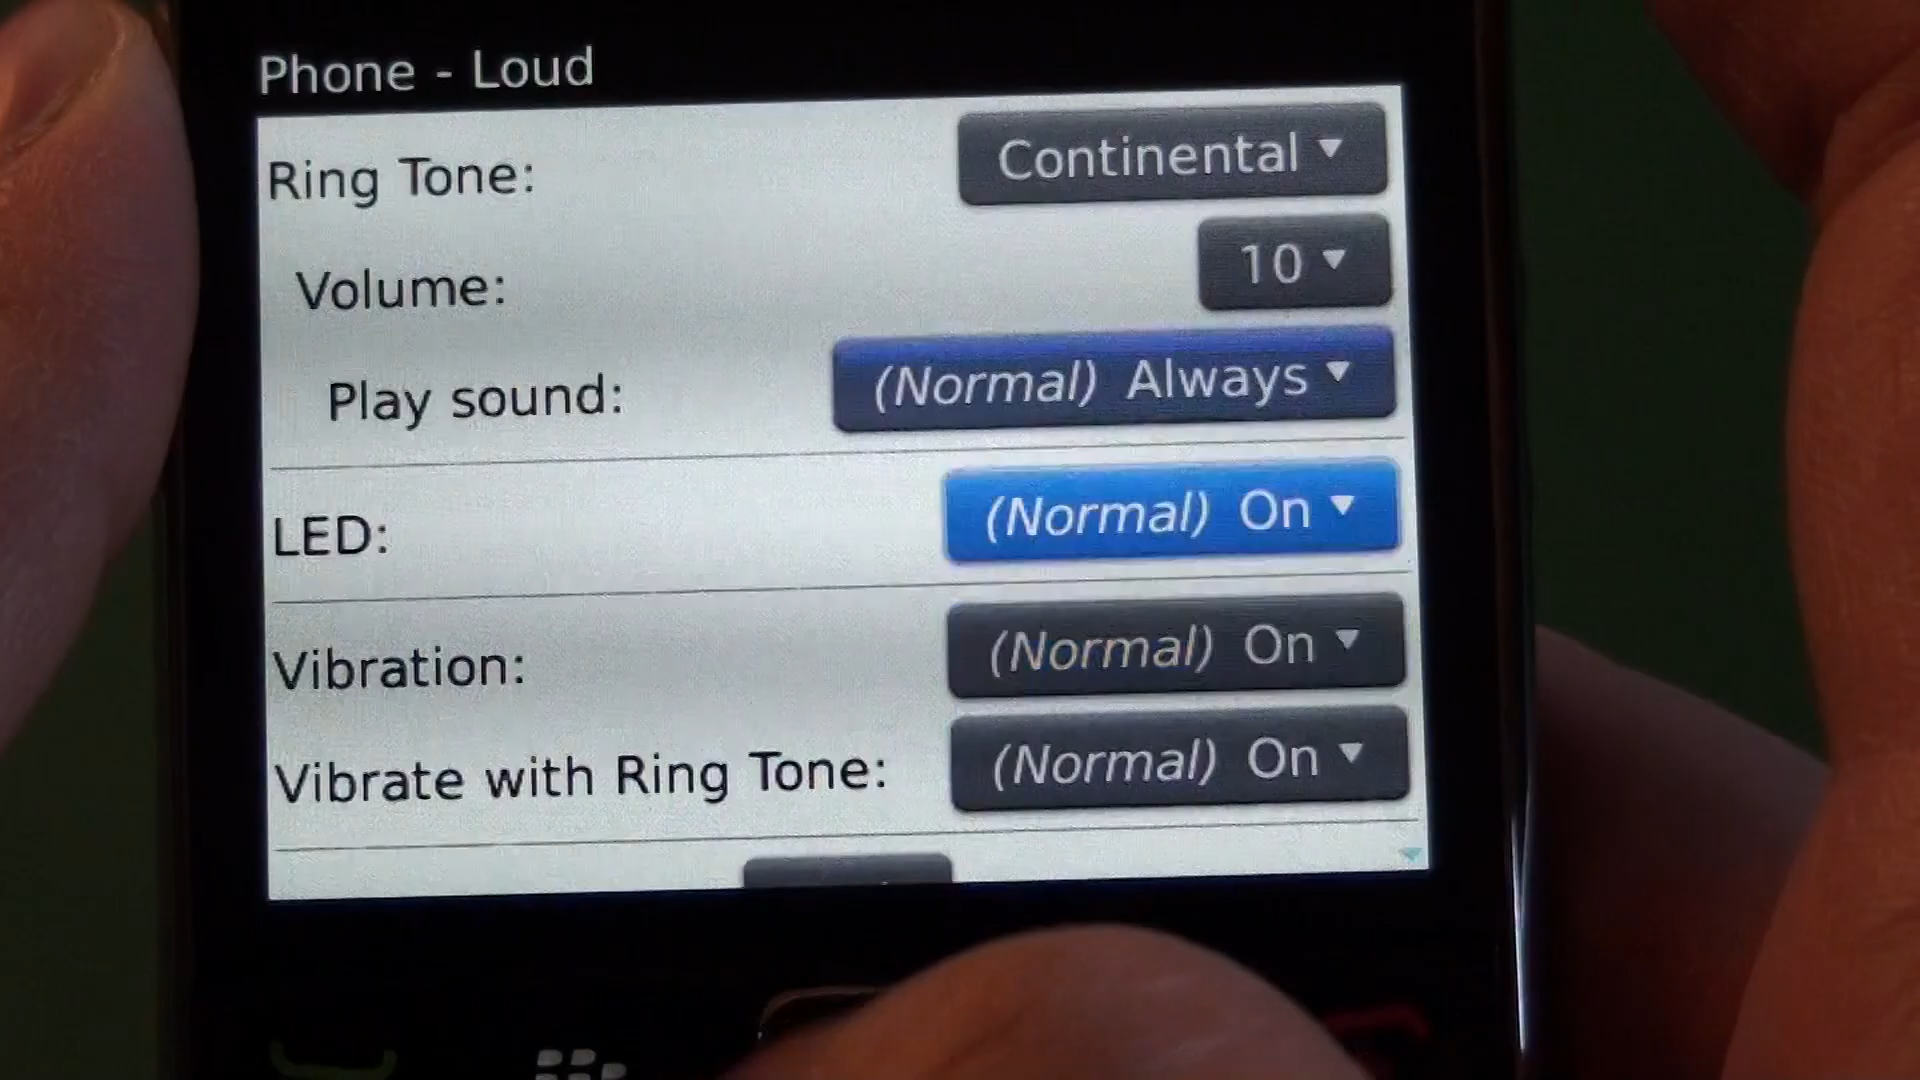 Phone - Loud
Ring Tone: Continental
Volume: 10
Play sound: (Normal) Always
LED: (Normal) On
Vibration: (Normal) On
Vibrate with Ring Tone: (Normal) On